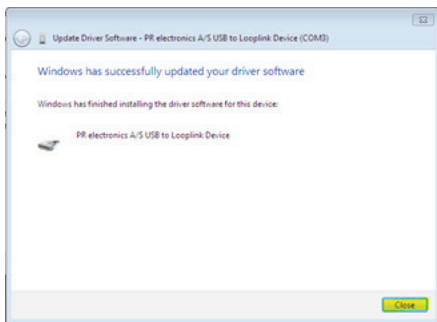 Update Driver Software - PR electronics A/S USB to Looplink Device (COM3)
Windows has successfully updated your driver software
Windows has finished installing the driver software for this device:
PR electronics A/S USB to Looplink Device
Close